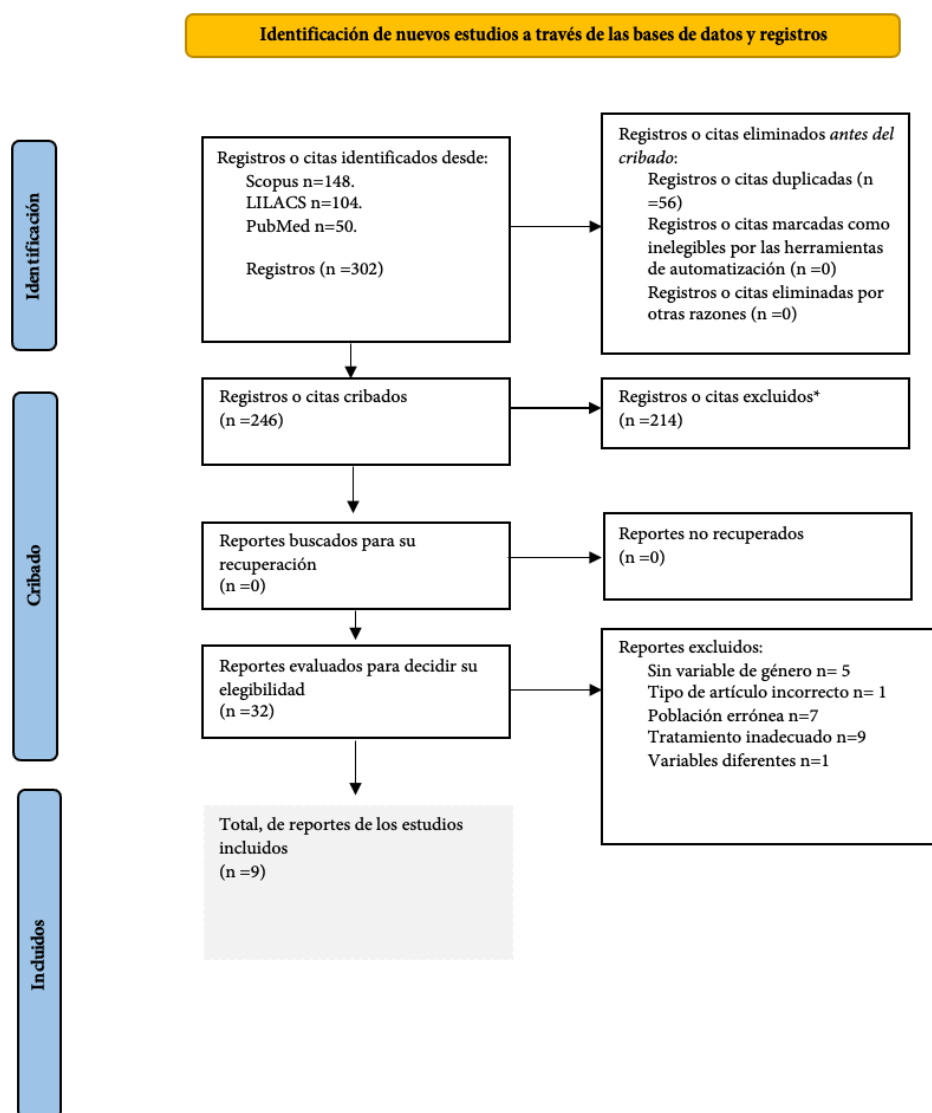 Identificación de nuevos estudios a través de las bases de datos y registros
Identificación
Registros o citas identificados desde:
Scopus n=148.
LILACS n=104.
PubMed n=50.
Registros (n =302)
Registros o citas eliminados antes del
cribado:
Registros o citas duplicadas (n
=56)
Registros o citas marcadas como
inelegibles por las herramientas
de automatización (n =0)
Registros o citas eliminadas por
otras razones (n =0)
Cribado
Registros o citas cribados
(n =246)
Registros o citas excluidos*
(n =214)
Reportes buscados para su
recuperación
(n =0)
Reportes no recuperados
(n =0)
Reportes evaluados para decidir su
elegibilidad
(n =32)
Reportes excluidos:
Sin variable de género n= 5
Tipo de artículo incorrecto n= 1
Población errónea n=7
Tratamiento inadecuado n=9
Variables diferentes n=1
Incluidos
Total, de reportes de los estudios
incluidos
(n =9)